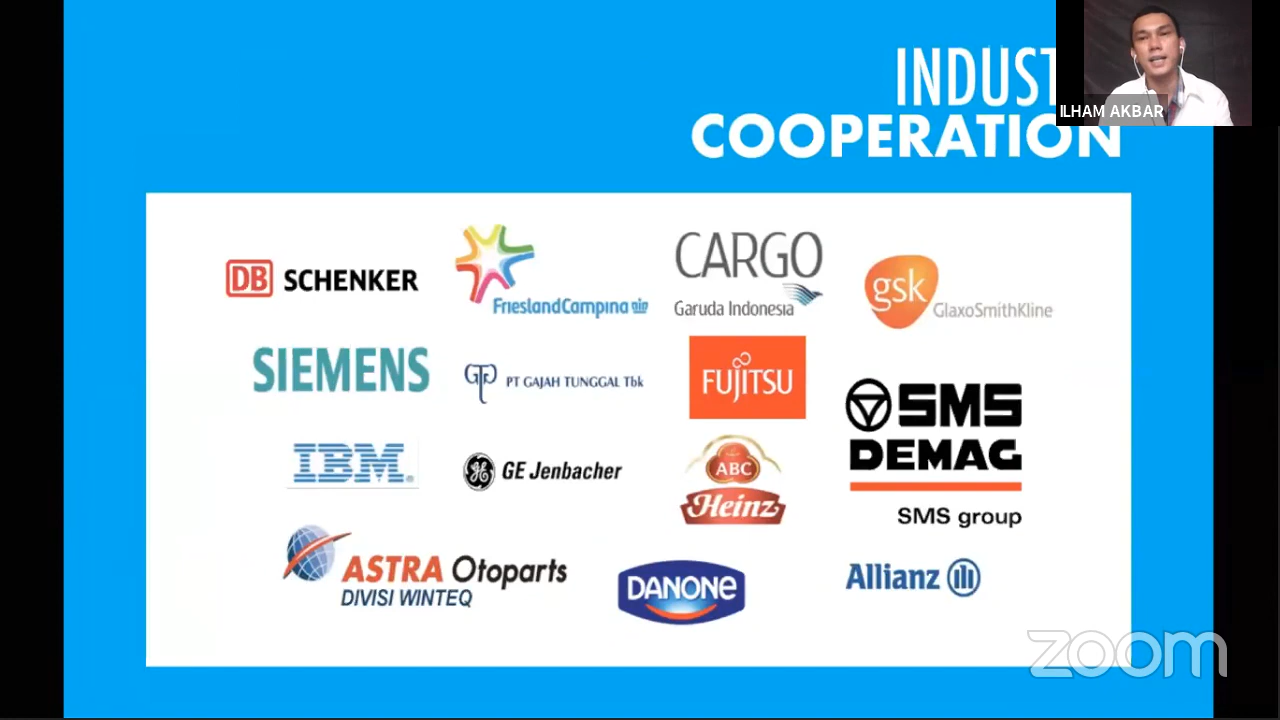 INDUST
COOPERATION
ILHAM AKBAR
DB SCHENKER
FrieslandCampina
CARGO
Garuda Indonesia
gsk
GlaxoSmithKline
SIEMENS
PT GAJAH TUNGGAL Tbk
FUJITSU
SMS
DEMAG
SMS group
IBM
GE Jenbacher
ABC
Heinz
ASTRA Otoparts
DIVISI WINTEQ
DANONE
Allianz
zoom